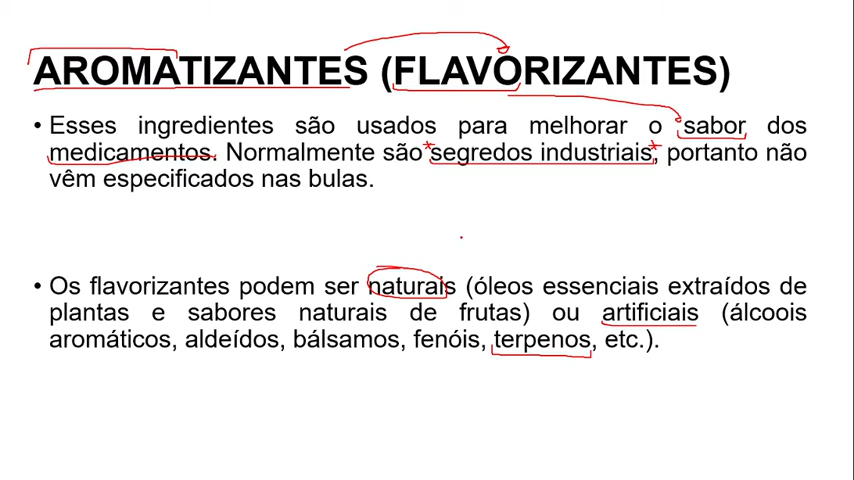 AROMATIZANTES (FLAVORIZANTES)
• Esses ingredientes são usados para melhorar o sabor dos
medicamentos. Normalmente são *segredos industriais*, portanto não
vêm especificados nas bulas.
• Os flavorizantes podem ser naturais (óleos essenciais extraídos de
plantas e sabores naturais de frutas) ou artificiais (álcoois
aromáticos, aldeídos, bálsamos, fenóis, terpenos, etc.).